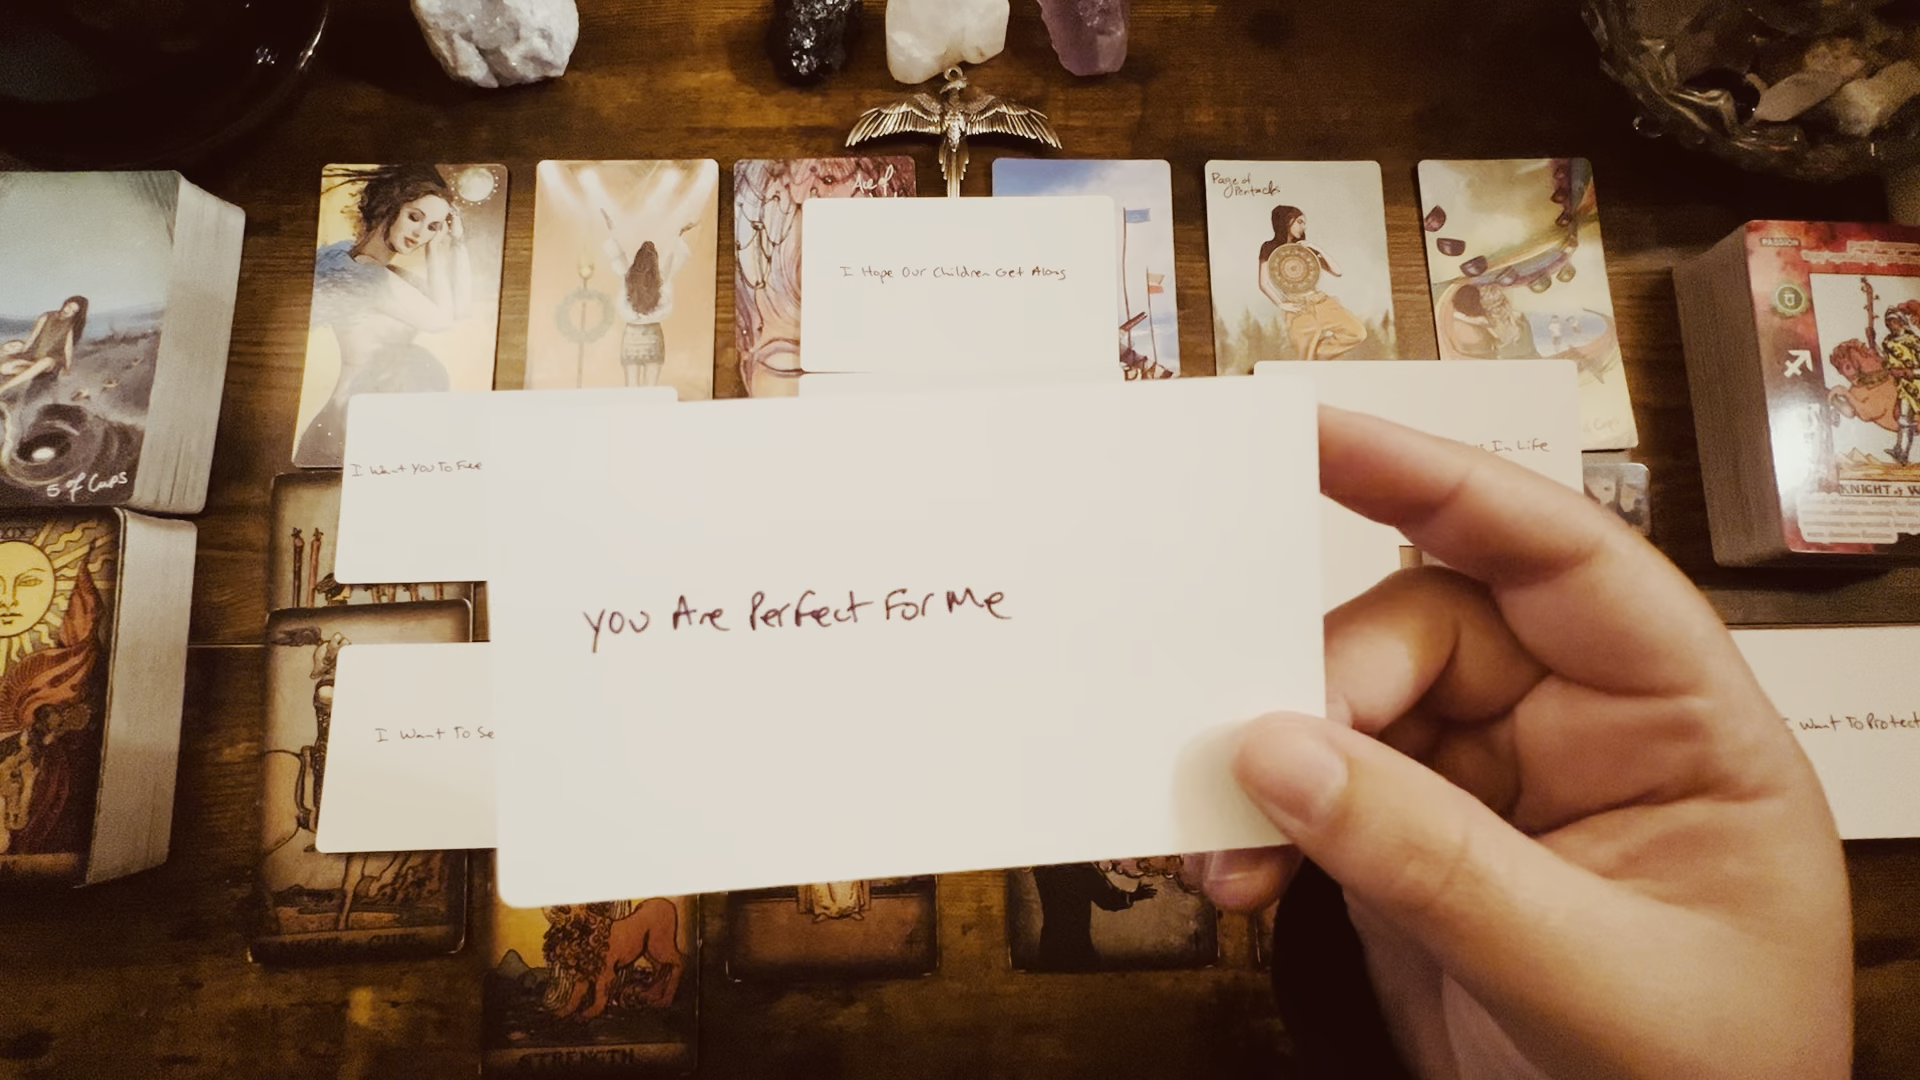 Ace of
Page of
Pentacks
PASSION
I Hope Our Children Get Along
I Want You To
In Life
5 of Cups
KNIGHT of W
You Are Perfect For Me
I Want To Se
I Want To Protect
STRENGTH